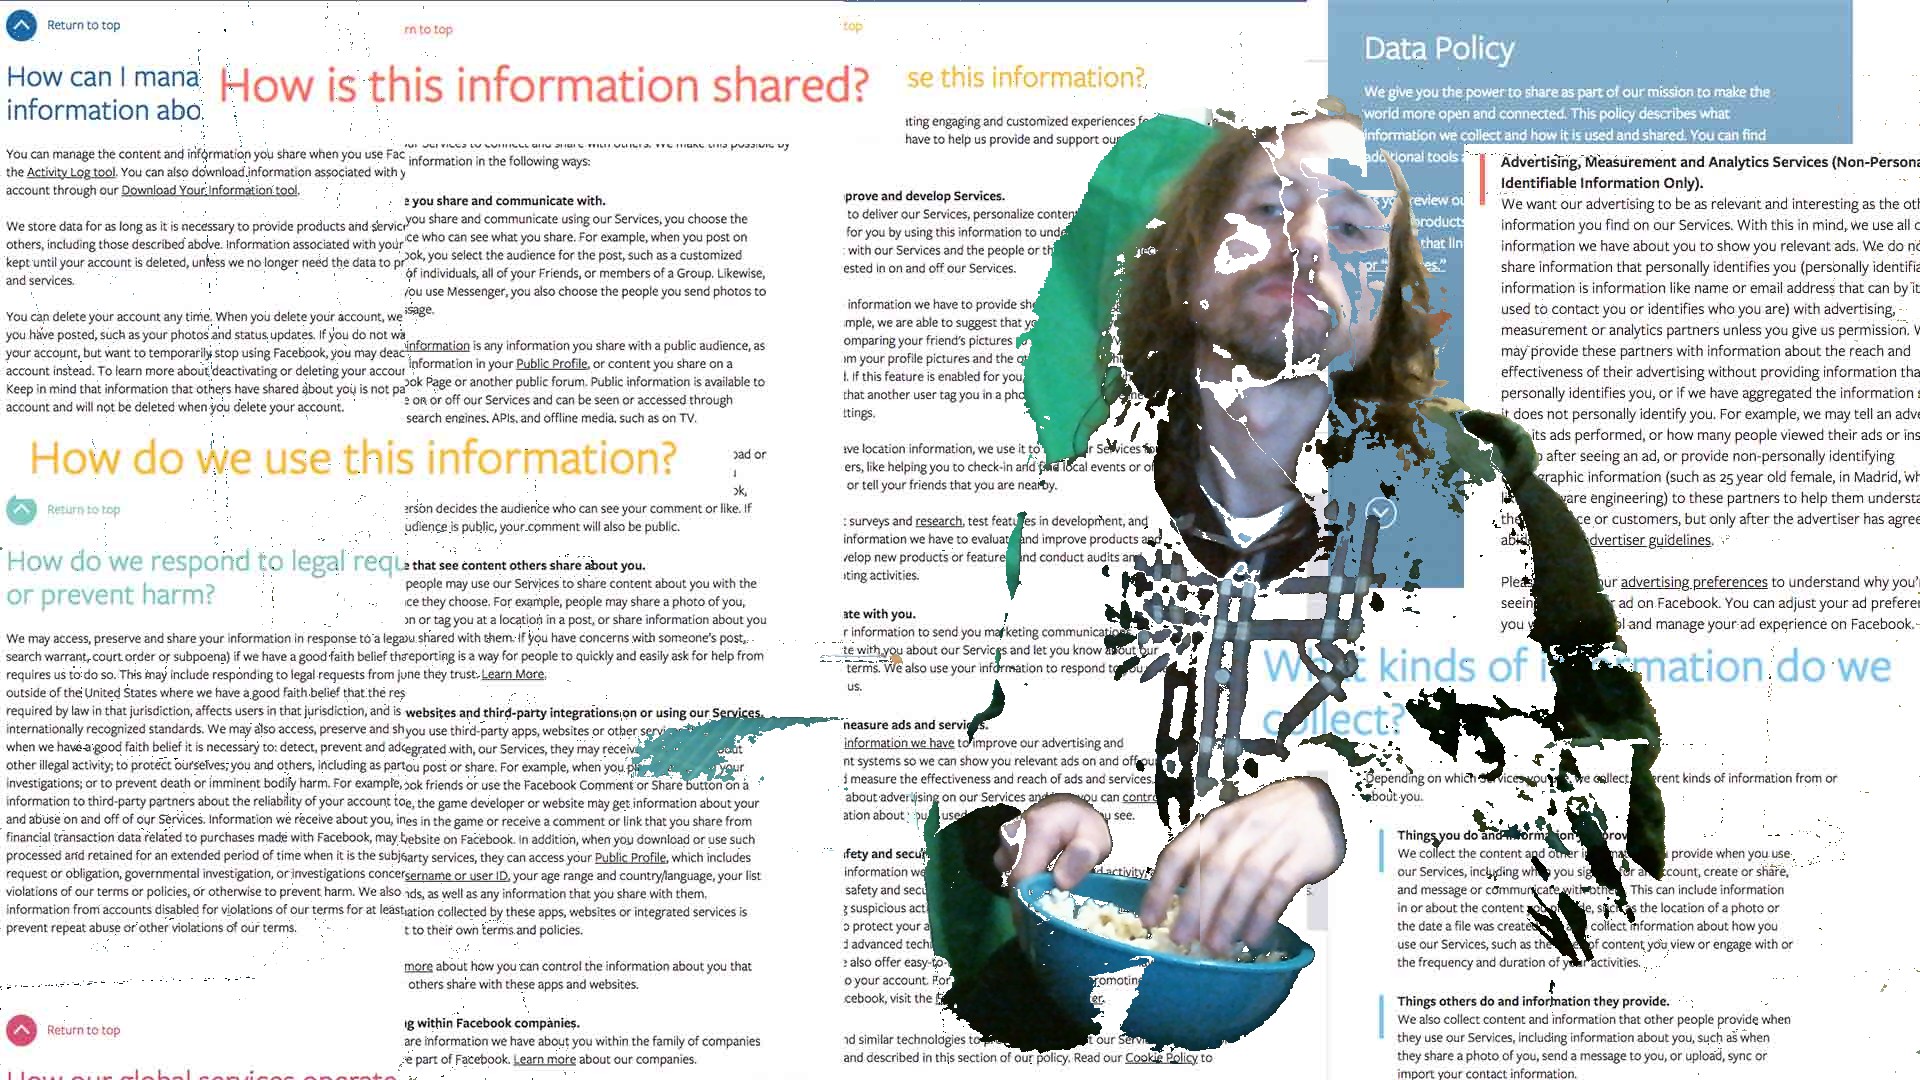 Return to top
How can I mana
information abo
You can manage the content and information you share when you use Fac
the Activity Log tool. You can also download information associated with y
account through our Download Your Information tool.
We store data for as long as it is necessary to provide products and service
others, including those described above. Information associated with your
kept until your account is deleted, unless we no longer need the data to pr
and services.
You can delete your account any time. When you delete your account, we
you have posted, such as your photos and status updates. If you do not wa
your account, but want to temporarily stop using Facebook, you may deac
account instead. To learn more about deactivating or deleting your accour
Keep in mind that information that others have shared about you is not pa
account and will not be deleted when you delete your account.
How do we use this information?
Return to top
How do we respond to legal requ
or prevent harm?
We may access, preserve and share your information in response to a lega
search warrant, court order or subpoena) if we have a good faith belief th
requires us to do so. This may include responding to legal requests from j
outside of the United States where we have a good faith belief that the res
required by law in that jurisdiction, affects users in that jurisdiction, and is
internationally recognized standards. We may also access, preserve and sh
when we have a good faith belief it is necessary to: detect, prevent and adc
other illegal activity; to protect ourselves, you and others, including as part
investigations; or to prevent death or imminent bodily harm. For example,
information to third-party partners about the reliability of your account to
and abuse on and off of our Services. Information we receive about you, in
financial transaction data related to purchases made with Facebook, may b
processed and retained for an extended period of time when it is the subje
request or obligation, governmental investigation, or investigations concer
violations of our terms or policies, or otherwise to prevent harm. We also
information from accounts disabled for violations of our terms for at least
prevent repeat abuse or other violations of our terms.
Return to top
How our global services operate
rn to top
How is this information shared?
information in the following ways:
you share and communicate with.
you share and communicate using our Services, you choose the
ce who can see what you share. For example, when you post on
ook, you select the audience for the post, such as a customized
of individuals, all of your Friends, or members of a Group. Likewise,
you use Messenger, you also choose the people you send photos to
ssage.
information is any information you share with a public audience, as
information in your Public Profile, or content you share on a
ok Page or another public forum. Public information is available to
e on or off our Services and can be seen or accessed through
search engines, APIs, and offline media, such as on TV.
oad or
ok,
erson decides the audience who can see your comment or like. If
udience is public, your comment will also be public.
that see content others share about you.
people may use our Services to share content about you with the
ce they choose. For example, people may share a photo of you,
on or tag you at a location in a post, or share information about you
u shared with them. If you have concerns with someone's post,
reporting is a way for people to quickly and easily ask for help from
ne they trust. Learn More.
websites and third-party integrations on or using our Services.
you use third-party apps, websites or other servi
egrated with, our Services, they may receive about
ou post or share. For example, when you pl your
ook friends or use the Facebook Comment or Share button on a
e, the game developer or website may get information about your
es in the game or receive a comment or link that you share from
ebsite on Facebook. In addition, when you download or use such
party services, they can access your Public Profile, which includes
sername or user ID, your age range and country/language, your list
nds, as well as any information that you share with them.
ation collected by these apps, websites or integrated services is
t to their own terms and policies.
more about how you can control the information about you that
others share with these apps and websites.
g within Facebook companies.
are information we have about you within the family of companies
e part of Facebook. Learn more about our companies.
top
se this information?
ating engaging and customized experiences fo
have to help us provide and support our
prove and develop Services.
to deliver our Services, personalize conten
for you by using this information to unde
with our Services and the people or th
ested in on and off our Services.
information we have to provide sh
mple, we are able to suggest that yo
omparing your friend's pictures
m your profile pictures and the o
. If this feature is enabled for you,
that another user tag you in a pho
ttings.
ave location information, we use it to r Services
ers, like helping you to check-in and find local events or o
or tell your friends that you are nearby.
surveys and research, test features in development, and
information we have to evaluate and improve products and
velop new products or features and conduct audits and
ting activities.
ate with you.
r information to send you marketing communications
te with you about our Services and let you know about our
terms. We also use your information to respond to you
us.
measure ads and services.
information we have to improve our advertising and
nt systems so we can show you relevant ads on and off our
d measure the effectiveness and reach of ads and services.
about advertising on our Services and you can contr
ation about you used you see.
afety and secur
information we d activity
safety and secu
g suspicious act
o protect your a
d advanced tech
e also offer easy-to-
o your account. For promoting
cebook, visit the
nd similar technologies to our Serv
and described in this section of our policy. Read our Cookie Policy to
Data Policy
We give you the power to share as part of our mission to make the
world more open and connected. This policy describes what
information we collect and how it is used and shared. You can find
additional tools a
As you review ou
products
that lin
or
Advertising, Measurement and Analytics Services (Non-Persona
Identifiable Information Only).
We want our advertising to be as relevant and interesting as the oth
information you find on our Services. With this in mind, we use all o
information we have about you to show you relevant ads. We do no
share information that personally identifies you (personally identifia
information is information like name or email address that can by it
used to contact you or identifies who you are) with advertising,
measurement or analytics partners unless you give us permission. W
may provide these partners with information about the reach and
effectiveness of their advertising without providing information tha
personally identifies you, or if we have aggregated the information s
it does not personally identify you. For example, we may tell an adve
its ads performed, or how many people viewed their ads or ins
after seeing an ad, or provide non-personally identifying
graphic information (such as 25 year old female, in Madrid, wh
are engineering) to these partners to help them understa
the ce or customers, but only after the advertiser has agree
abi dvertiser guidelines.
Pleas ur advertising preferences to understand why you'r
seein ad on Facebook. You can adjust your ad preferen
you l and manage your ad experience on Facebook.
What kinds of information do we
collect?
Depending on which Services you use, we collect different kinds of information from or
about you.
Things you do and information you prov
We collect the content and other information provide when you use
our Services, including when you sign account, create or share,
and message or communicate with others. This can include information
in or about the content you provide, such as the location of a photo or
the date a file was created. collect information about how you
use our Services, such as the of content you view or engage with or
the frequency and duration of your activities.
Things others do and information they provide.
We also collect content and information that other people provide when
they use our Services, including information about you, such as when
they share a photo of you, send a message to you, or upload, sync or
import your contact information.